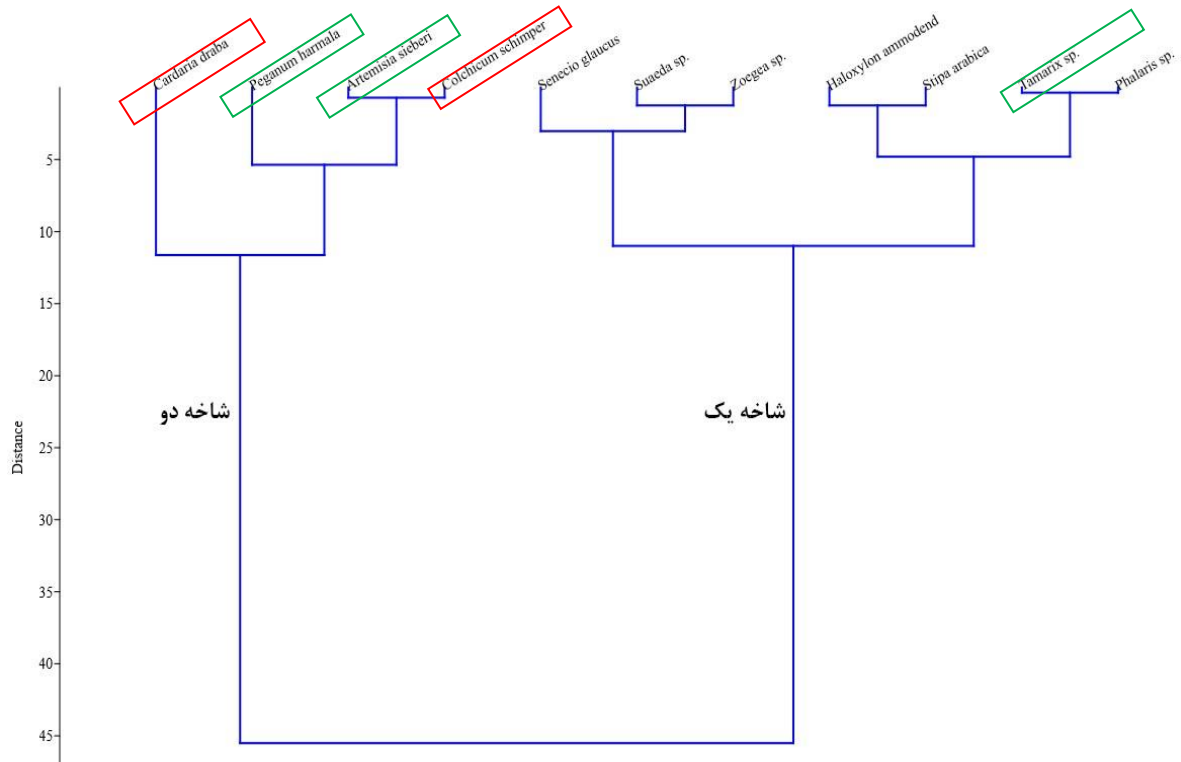 Cardaria draba
Peganum harmala
Artemisia sieberi
Colchicum schimper
Senecio glaucus
Suaeda sp.
Zoegea sp.
Haloxylon ammodend
Stipa arabica
Tamarix sp.
Phalaris sp.
5
10
15
20
25
30
35
40
45
Distance
شاخه دو
شاخه یک